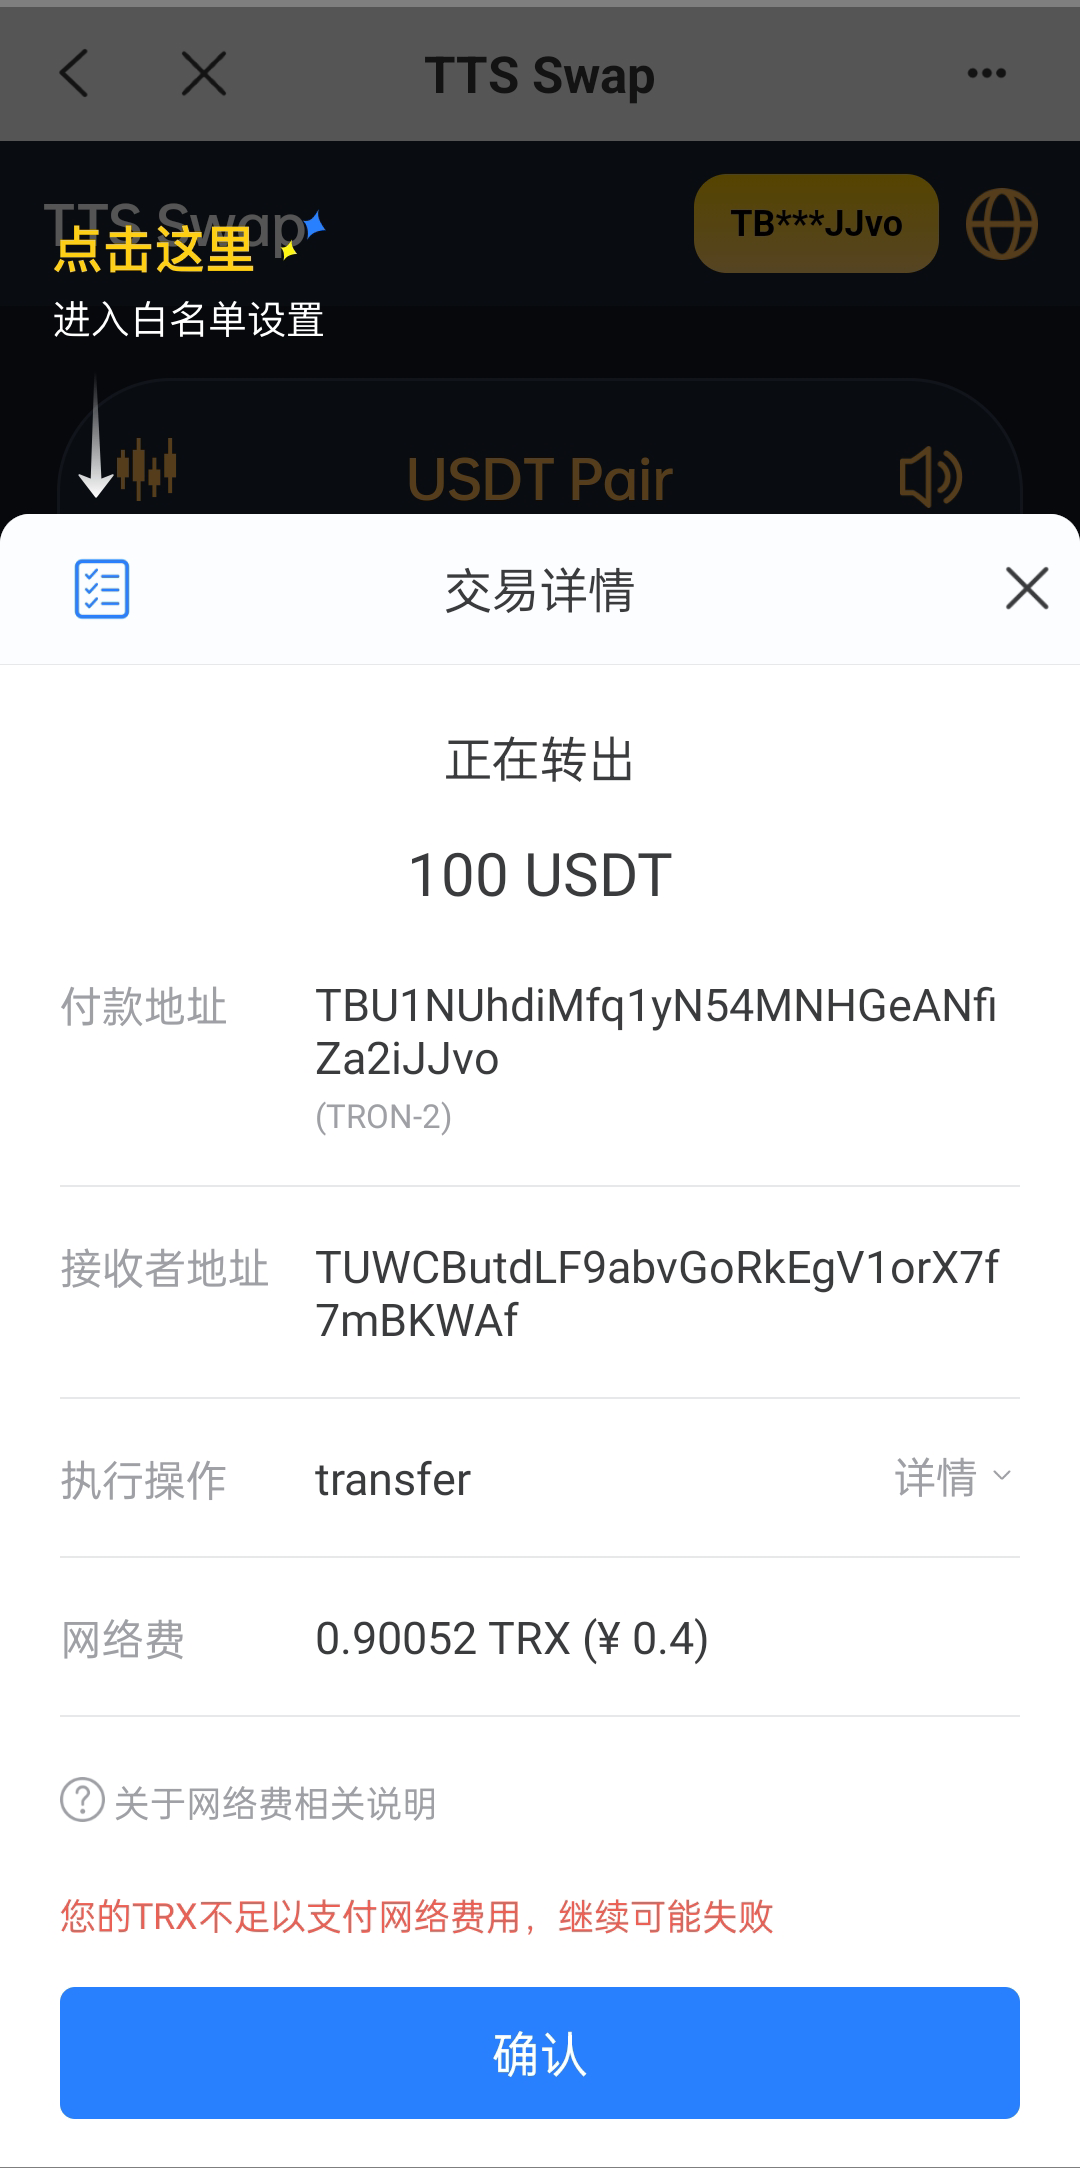 TTS Swap
TTS Swap
TB***JJvo
点击这里
进入白名单设置
USDT Pair
交易详情
正在转出
100 USDT
付款地址
TBU1NUhdiMfq1yN54MNHGeANfi
Za2iJJvo
(TRON-2)
接收者地址
TUWCButdLF9abvGoRkEgV1orX7f
7mBKWAf
执行操作
transfer
详情
网络费
0.90052 TRX (¥ 0.4)
关于网络费相关说明
您的TRX不足以支付网络费用，继续可能失败
确认